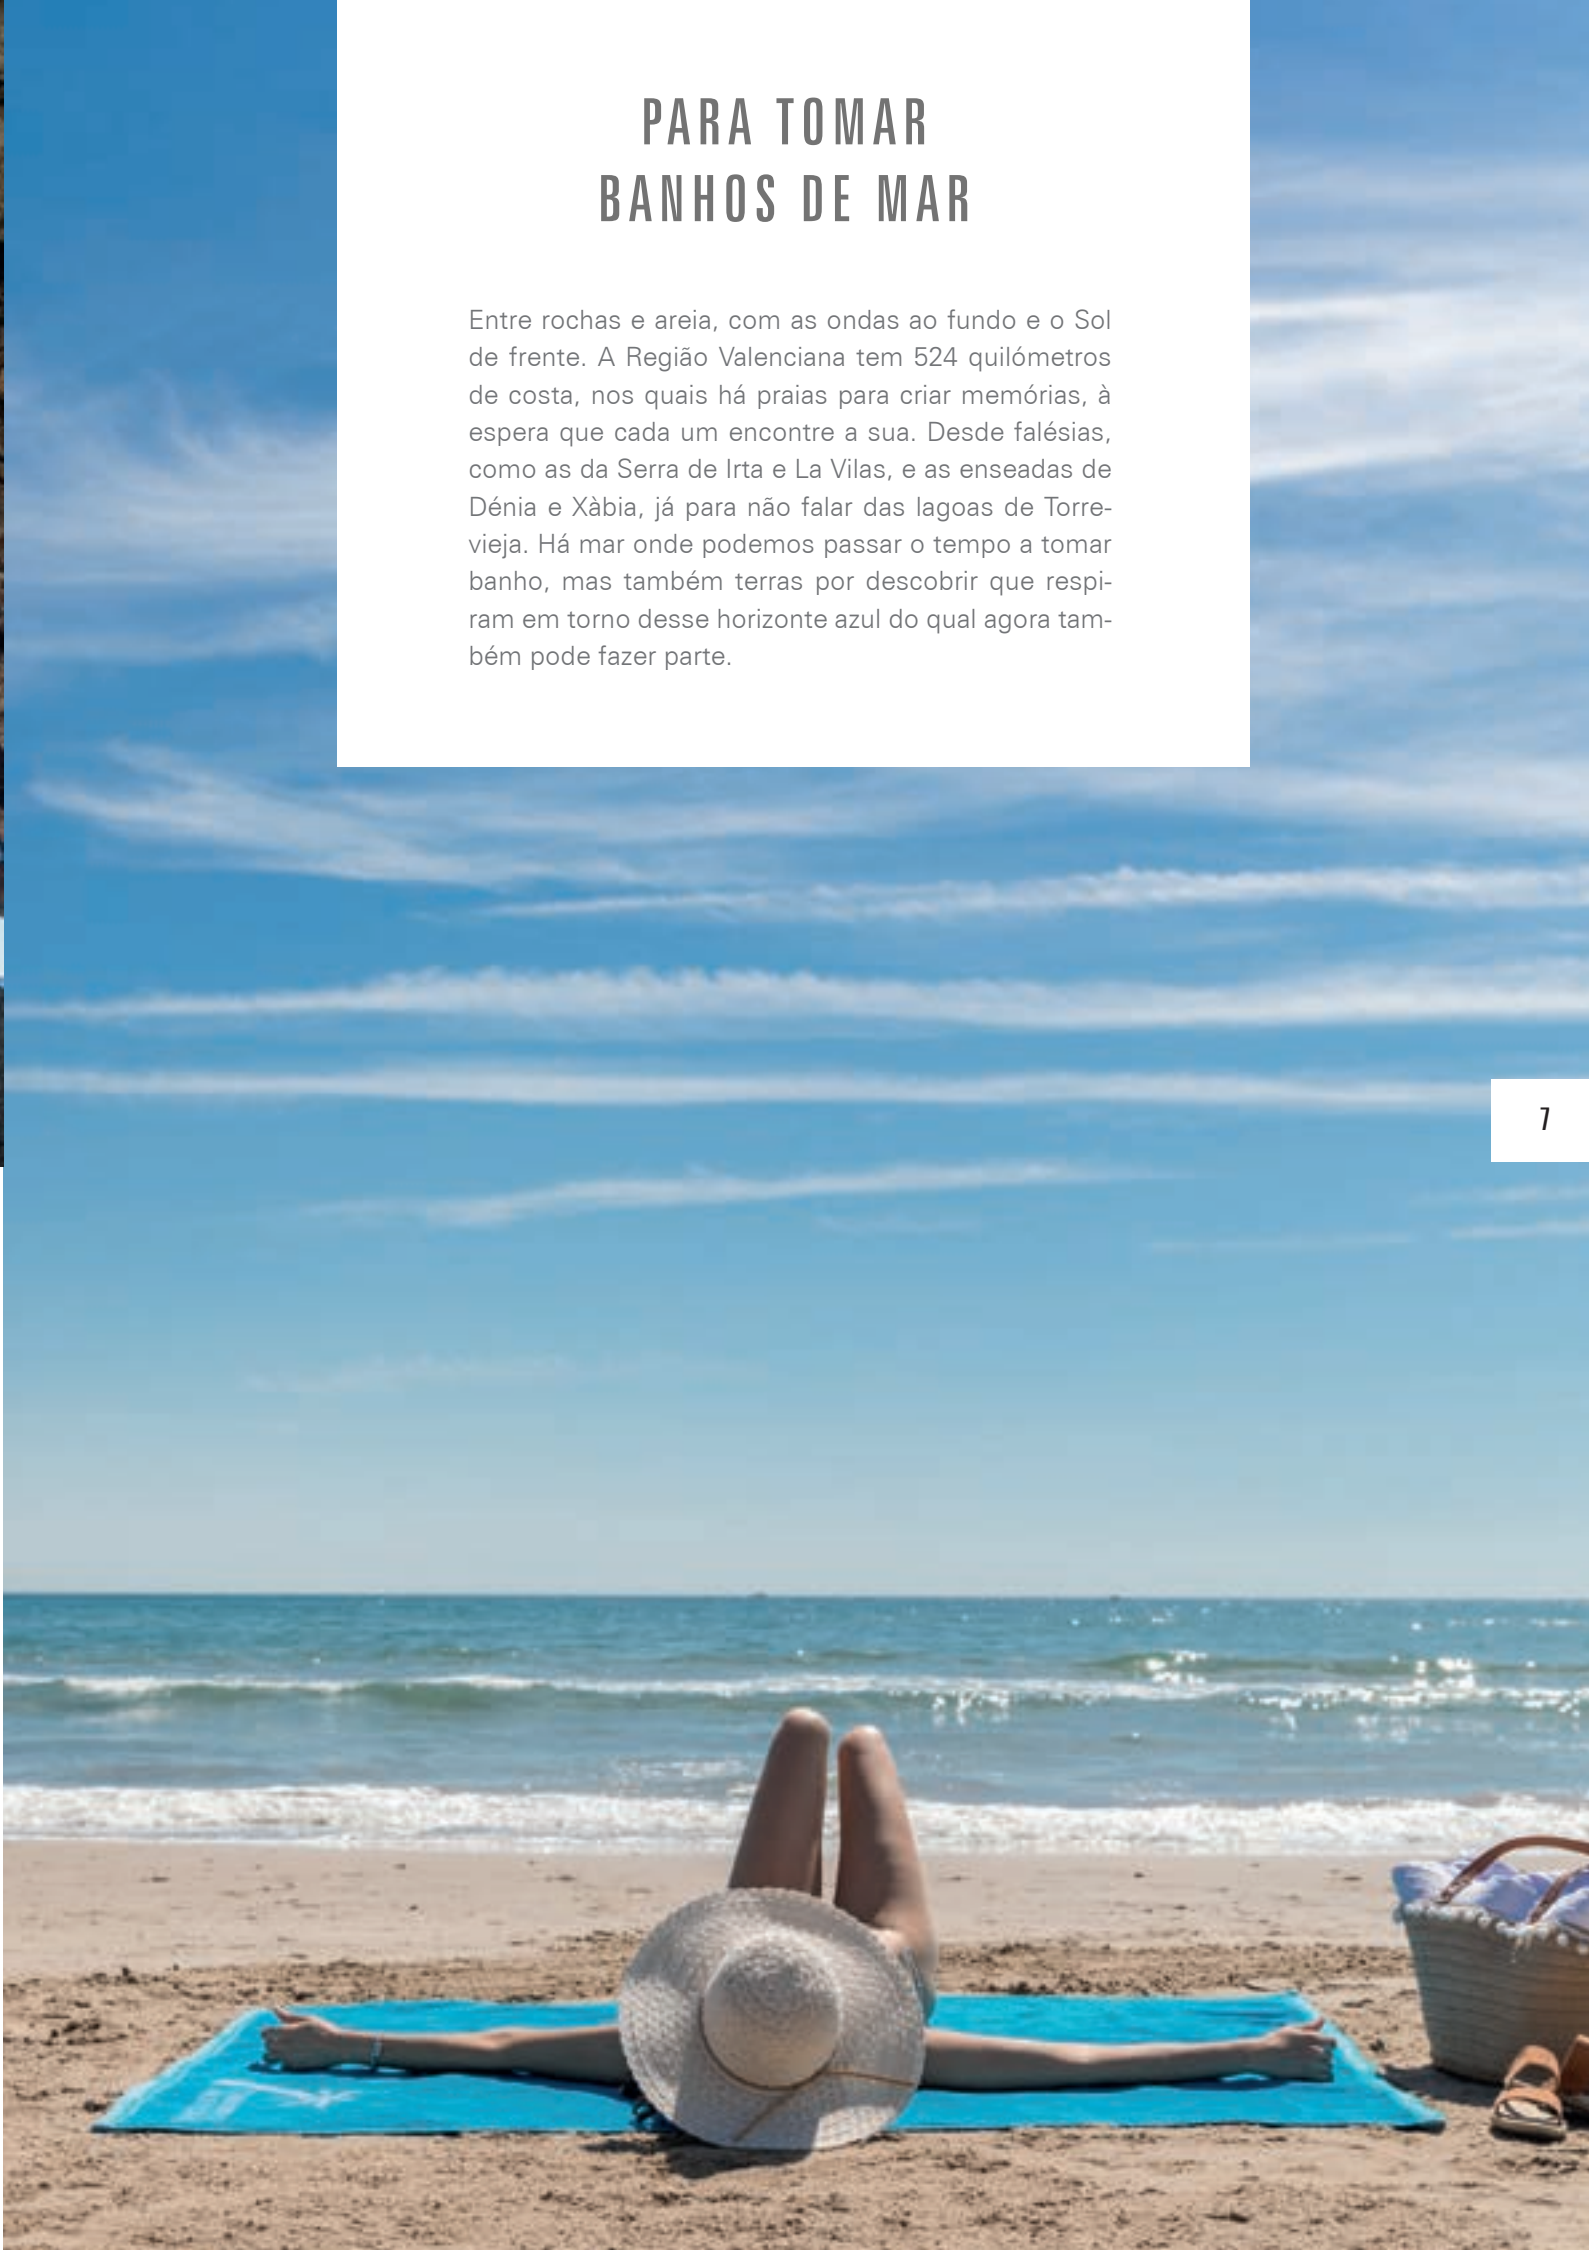 PARA TOMAR
BANHOS DE MAR
Entre rochas e areia, com as ondas ao fundo e o Sol
de frente. A Região Valenciana tem 524 quilómetros
de costa, nos quais há praias para criar memórias, à
espera que cada um encontre a sua. Desde falésias,
como as da Serra de Irta e La Vilas, e as enseadas de
Dénia e Xàbia, já para não falar das lagoas de Torre-
vieja. Há mar onde podemos passar o tempo a tomar
banho, mas também terras por descobrir que respi-
ram em torno desse horizonte azul do qual agora tam-
bém pode fazer parte.
7